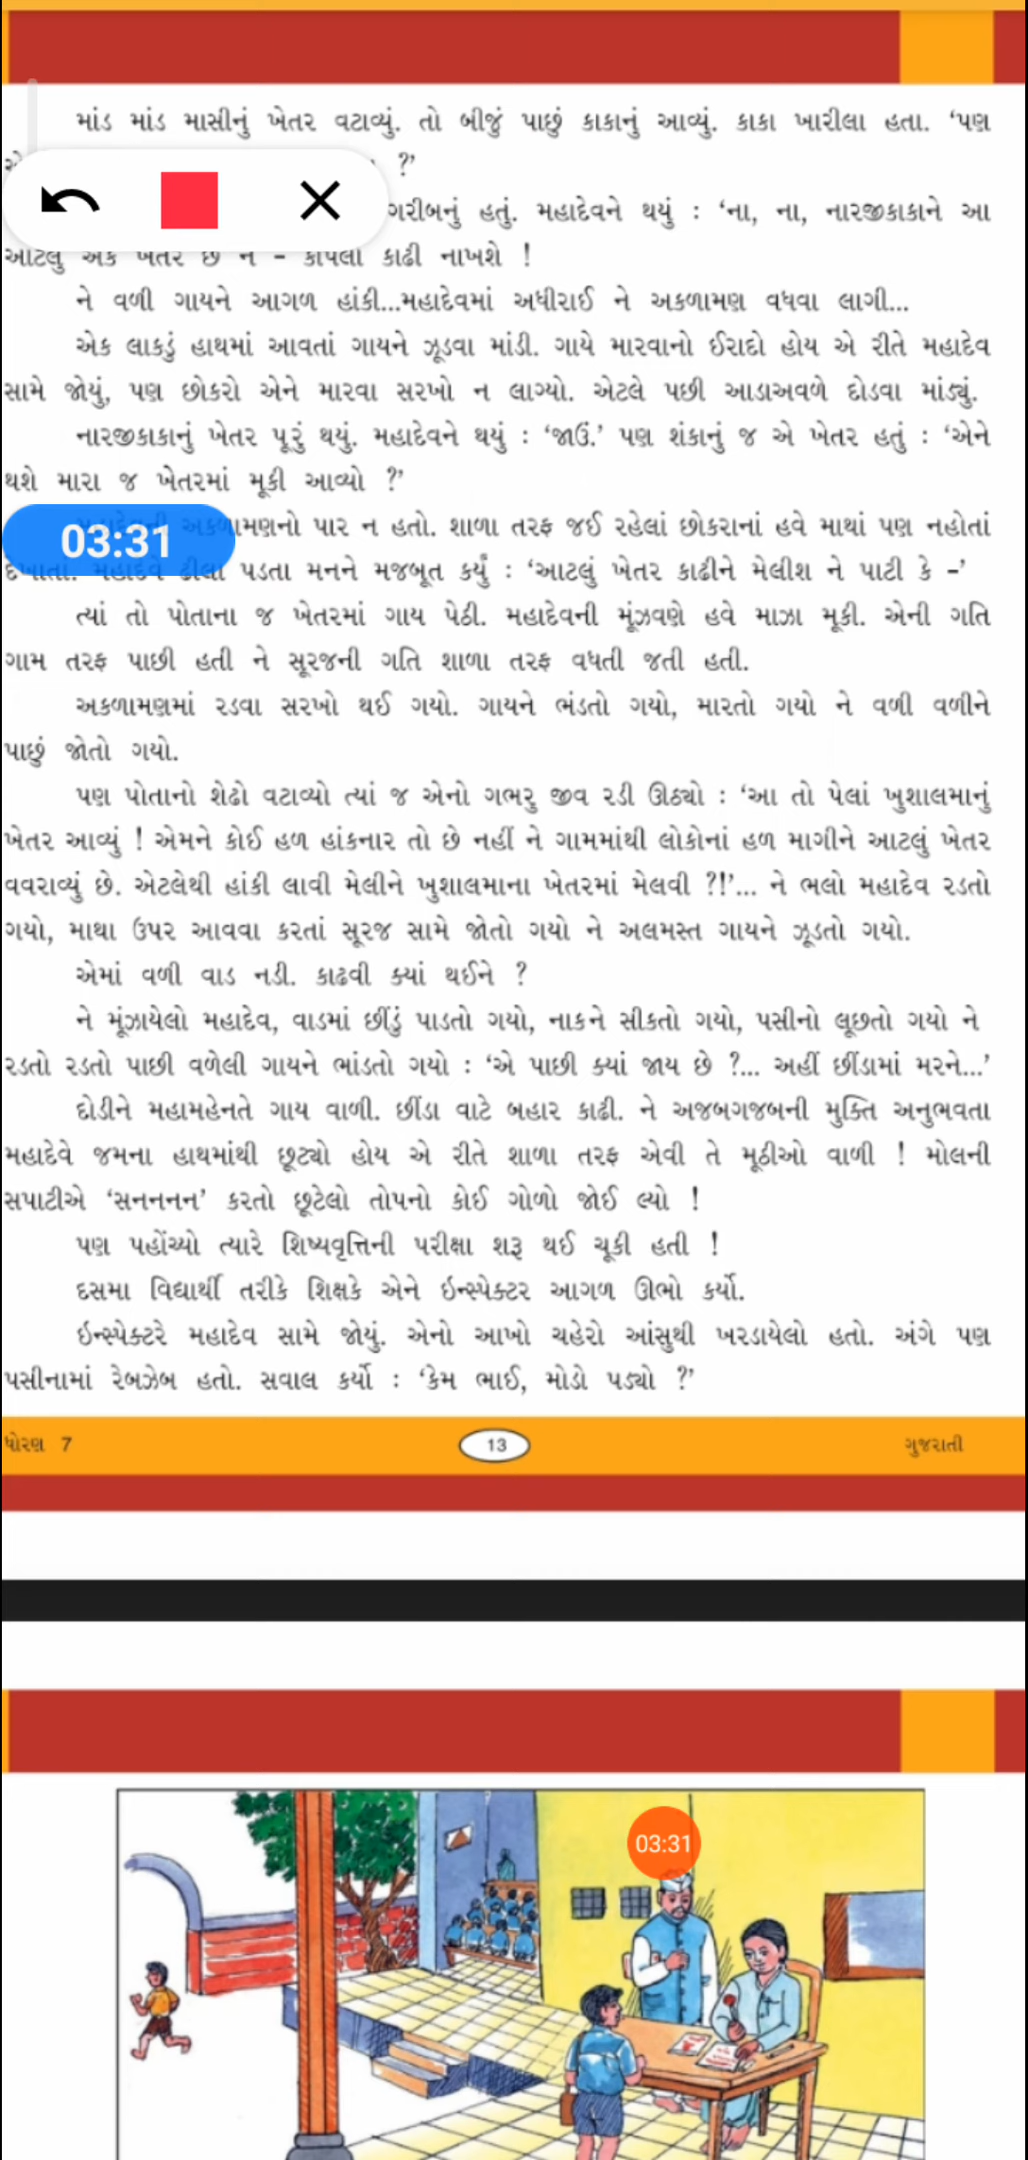 માંડ માંડ માસીનું ખેતર વટાવ્યું. તો બીજું પાછું કાકાનું આવ્યું. કાકા ખારીલા હતા. ‘પણ
?’
ગરીબનું હતું. મહાદેવને થયું : ‘ના, ના, નારજીકાકાને આ
આટલું એક ખેતર છે ને – કાપલા કાઢી નાખશે !
ને વળી ગાયને આગળ હાંકી...મહાદેવમાં અધીરાઈ ને અકળામણ વધવા લાગી...
એક લાકડું હાથમાં આવતાં ગાયને ઝૂડવા માંડી. ગાયે મારવાનો ઈરાદો હોય એ રીતે મહાદેવ
સામે જોયું, પણ છોકરો એને મારવા સરખો ન લાગ્યો. એટલે પછી આડાઅવળે દોડવા માંડ્યું.
નારજીકાકાનું ખેતર પૂરું થયું. મહાદેવને થયું : ‘જાઉં.’ પણ શંકાનું જ એ ખેતર હતું : ‘એને
થશે મારા જ ખેતરમાં મૂકી આવ્યો ?’
મહાદેવની અકળામણનો પાર ન હતો. શાળા તરફ જઈ રહેલાં છોકરાનાં હવે માથાં પણ નહોતાં
03:31
દેખાતાં. મહાદેવે ઢીલા પડતા મનને મજબૂત કર્યું : ‘આટલું ખેતર કાઢીને મેલીશ ને પાટી કે –’
ત્યાં તો પોતાના જ ખેતરમાં ગાય પેઠી. મહાદેવની મૂંઝવણે હવે માઝા મૂકી. એની ગતિ
ગામ તરફ પાછી હતી ને સૂરજની ગતિ શાળા તરફ વધતી જતી હતી.
અકળામણમાં રડવા સરખો થઈ ગયો. ગાયને ભંડતો ગયો, મારતો ગયો ને વળી વળીને
પાછું જોતો ગયો.
પણ પોતાનો શેઢો વટાવ્યો ત્યાં જ એનો ગભરુ જીવ રડી ઊઠ્યો : ‘આ તો પેલાં ખુશાલમાનું
ખેતર આવ્યું ! એમને કોઈ હળ હાંકનાર તો છે નહીં ને ગામમાંથી લોકોનાં હળ માગીને આટલું ખેતર
વવરાવ્યું છે. એટલેથી હાંકી લાવી મેલીને ખુશાલમાના ખેતરમાં મેલવી ?!’... ને ભલો મહાદેવ રડતો
ગયો, માથા ઉપર આવવા કરતાં સૂરજ સામે જોતો ગયો ને અલમસ્ત ગાયને ઝૂડતો ગયો.
એમાં વળી વાડ નડી. કાઢવી ક્યાં થઈને ?
ને મૂંઝાયેલો મહાદેવ, વાડમાં છીંડું પાડતો ગયો, નાકને સીકતો ગયો, પસીનો લૂછતો ગયો ને
રડતો રડતો પાછી વળેલી ગાયને ભાંડતો ગયો : ‘એ પાછી ક્યાં જાય છે ?... અહીં છીંડામાં મરને...’
દોડીને મહામહેનતે ગાય વાળી. છીંડા વાટે બહાર કાઢી. ને અજબગજબની મુક્તિ અનુભવતા
મહાદેવે જમના હાથમાંથી છૂટ્યો હોય એ રીતે શાળા તરફ એવી તે મૂઠીઓ વાળી ! મોલની
સપાટીએ ‘સનનનન’ કરતો છૂટેલો તોપનો કોઈ ગોળો જોઈ લ્યો !
પણ પહોંચ્યો ત્યારે શિષ્યવૃત્તિની પરીક્ષા શરૂ થઈ ચૂકી હતી !
દસમા વિદ્યાર્થી તરીકે શિક્ષકે એને ઇન્સ્પેક્ટર આગળ ઊભો કર્યો.
ઇન્સ્પેક્ટરે મહાદેવ સામે જોયું. એનો આખો ચહેરો આંસુથી ખરડાયેલો હતો. અંગે પણ
પસીનામાં રેબઝેબ હતો. સવાલ કર્યો : ‘કેમ ભાઈ, મોડો પડ્યો ?’
ધોરણ 7
13
ગુજરાતી
03:31